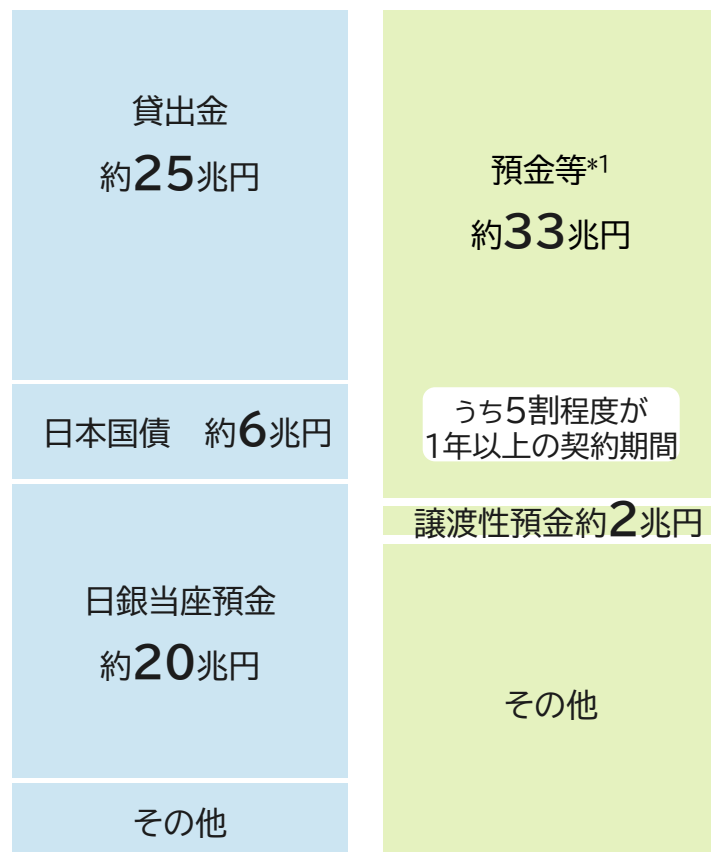 貸出金
約25兆円
日本国債　約6兆円
日銀当座預金
約20兆円
その他
預金等*1
約33兆円
うち5割程度が
1年以上の契約期間
譲渡性預金約2兆円
その他